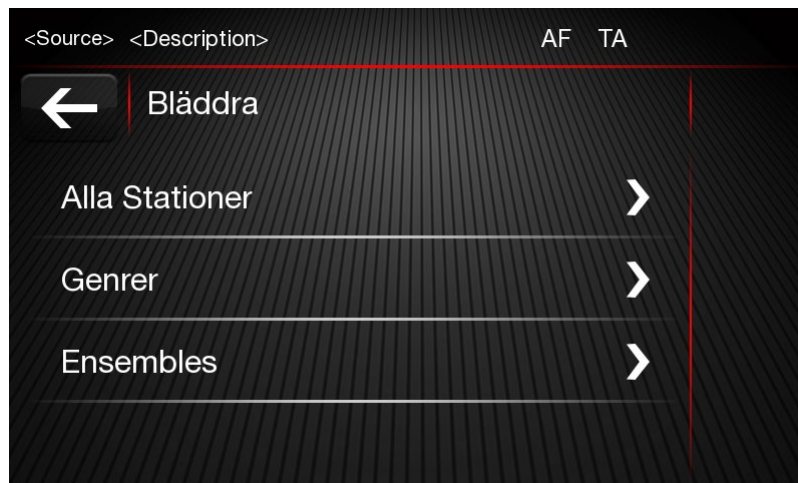 <Source> <Description> AF TA
Bläddra
Alla Stationer
Genrer
Ensembles